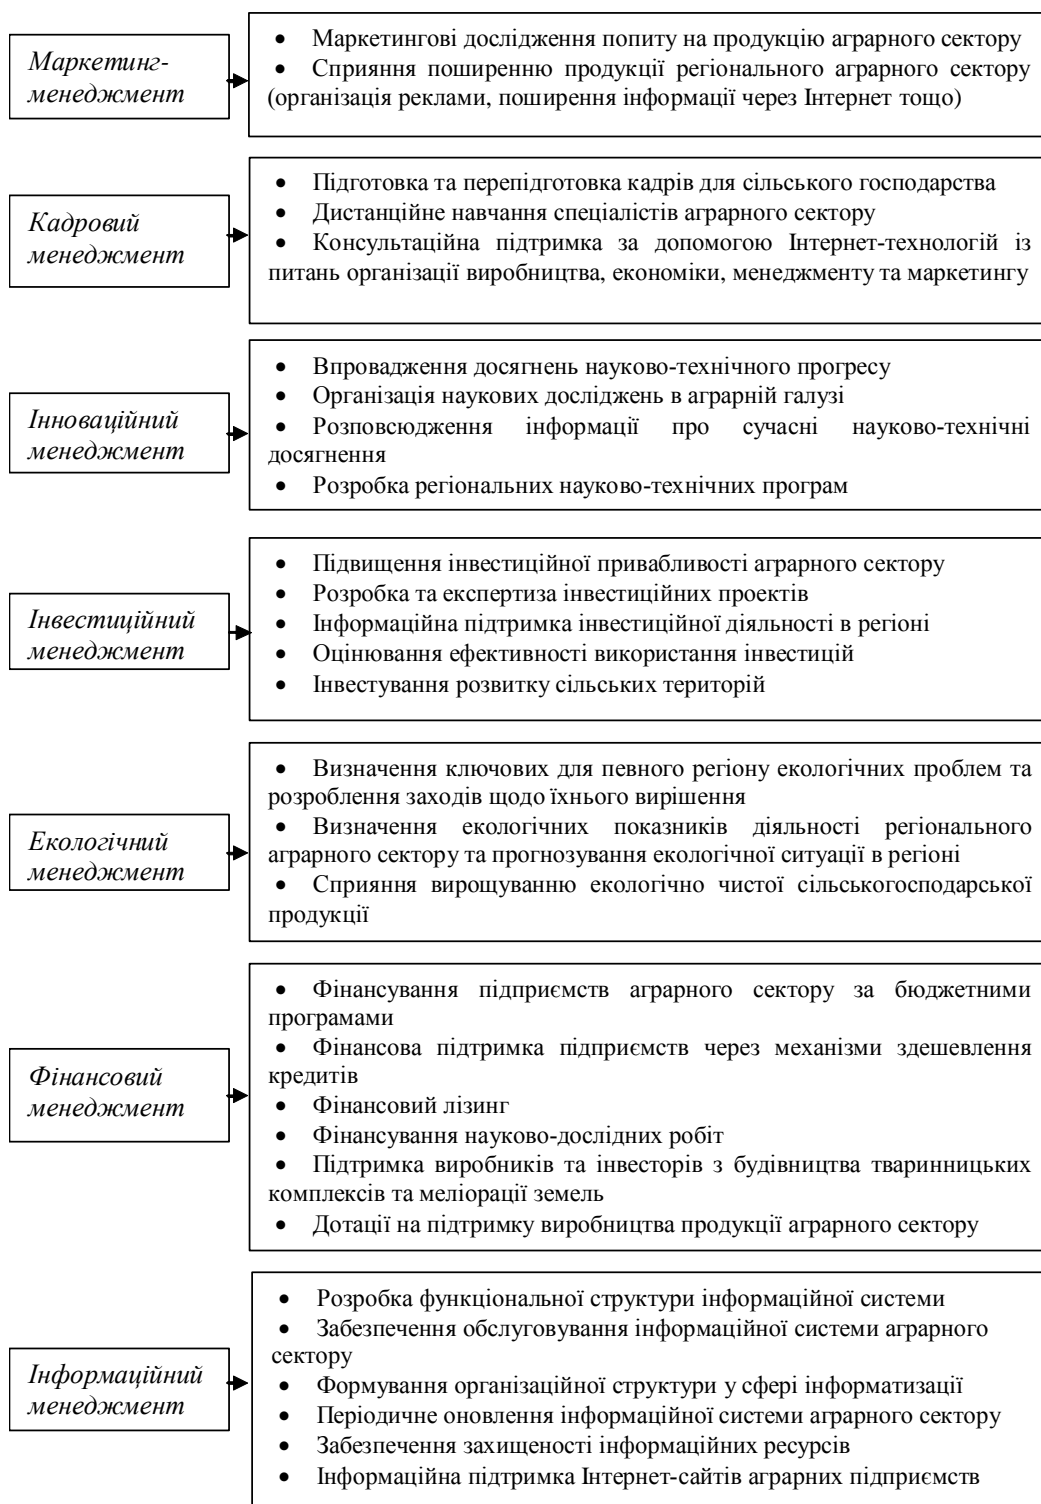 Маркетинг-
менеджмент
• Маркетингові дослідження попиту на продукцію аграрного сектору
• Сприяння поширенню продукції регіонального аграрного сектору
(організація реклами, поширення інформації через Інтернет тощо)
Кадровий
менеджмент
• Підготовка та перепідготовка кадрів для сільського господарства
• Дистанційне навчання спеціалістів аграрного сектору
• Консультаційна підтримка за допомогою Інтернет-технологій із
питань організації виробництва, економіки, менеджменту та маркетингу
Інноваційний
менеджмент
• Впровадження досягнень науково-технічного прогресу
• Організація наукових досліджень в аграрній галузі
• Розповсюдження інформації про сучасні науково-технічні
досягнення
• Розробка регіональних науково-технічних програм
Інвестиційний
менеджмент
• Підвищення інвестиційної привабливості аграрного сектору
• Розробка та експертиза інвестиційних проектів
• Інформаційна підтримка інвестиційної діяльності в регіоні
• Оцінювання ефективності використання інвестицій
• Інвестування розвитку сільських територій
Екологічний
менеджмент
• Визначення ключових для певного регіону екологічних проблем та
розроблення заходів щодо їхнього вирішення
• Визначення екологічних показників діяльності регіонального
аграрного сектору та прогнозування екологічної ситуації в регіоні
• Сприяння вирощуванню екологічно чистої сільськогосподарської
продукції
Фінансовий
менеджмент
• Фінансування підприємств аграрного сектору за бюджетними
програмами
• Фінансова підтримка підприємств через механізми здешевлення
кредитів
• Фінансовий лізинг
• Фінансування науково-дослідних робіт
• Підтримка виробників та інвесторів з будівництва тваринницьких
комплексів та меліорації земель
• Дотації на підтримку виробництва продукції аграрного сектору
Інформаційний
менеджмент
• Розробка функціональної структури інформаційної системи
• Забезпечення обслуговування інформаційної системи аграрного
сектору
• Формування організаційної структури у сфері інформатизації
• Періодичне оновлення інформаційної системи аграрного сектору
• Забезпечення захищеності інформаційних ресурсів
• Інформаційна підтримка Інтернет-сайтів аграрних підприємств